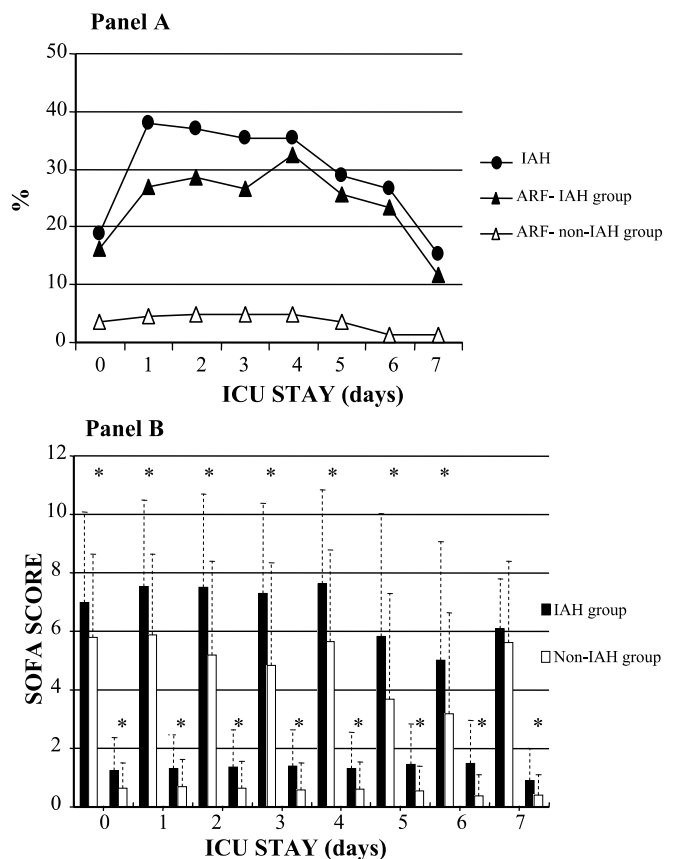 Panel A
50
40
30
20
10
0
%
0 1 2 3 4 5 6 7
ICU STAY (days)
IAH
ARF- IAH group
ARF- non-IAH group
Panel B
12
10
8
6
4
2
0
SOFA SCORE
* * * * * * *
* * * * * * * *
0 1 2 3 4 5 6 7
ICU STAY (days)
IAH group
Non-IAH group